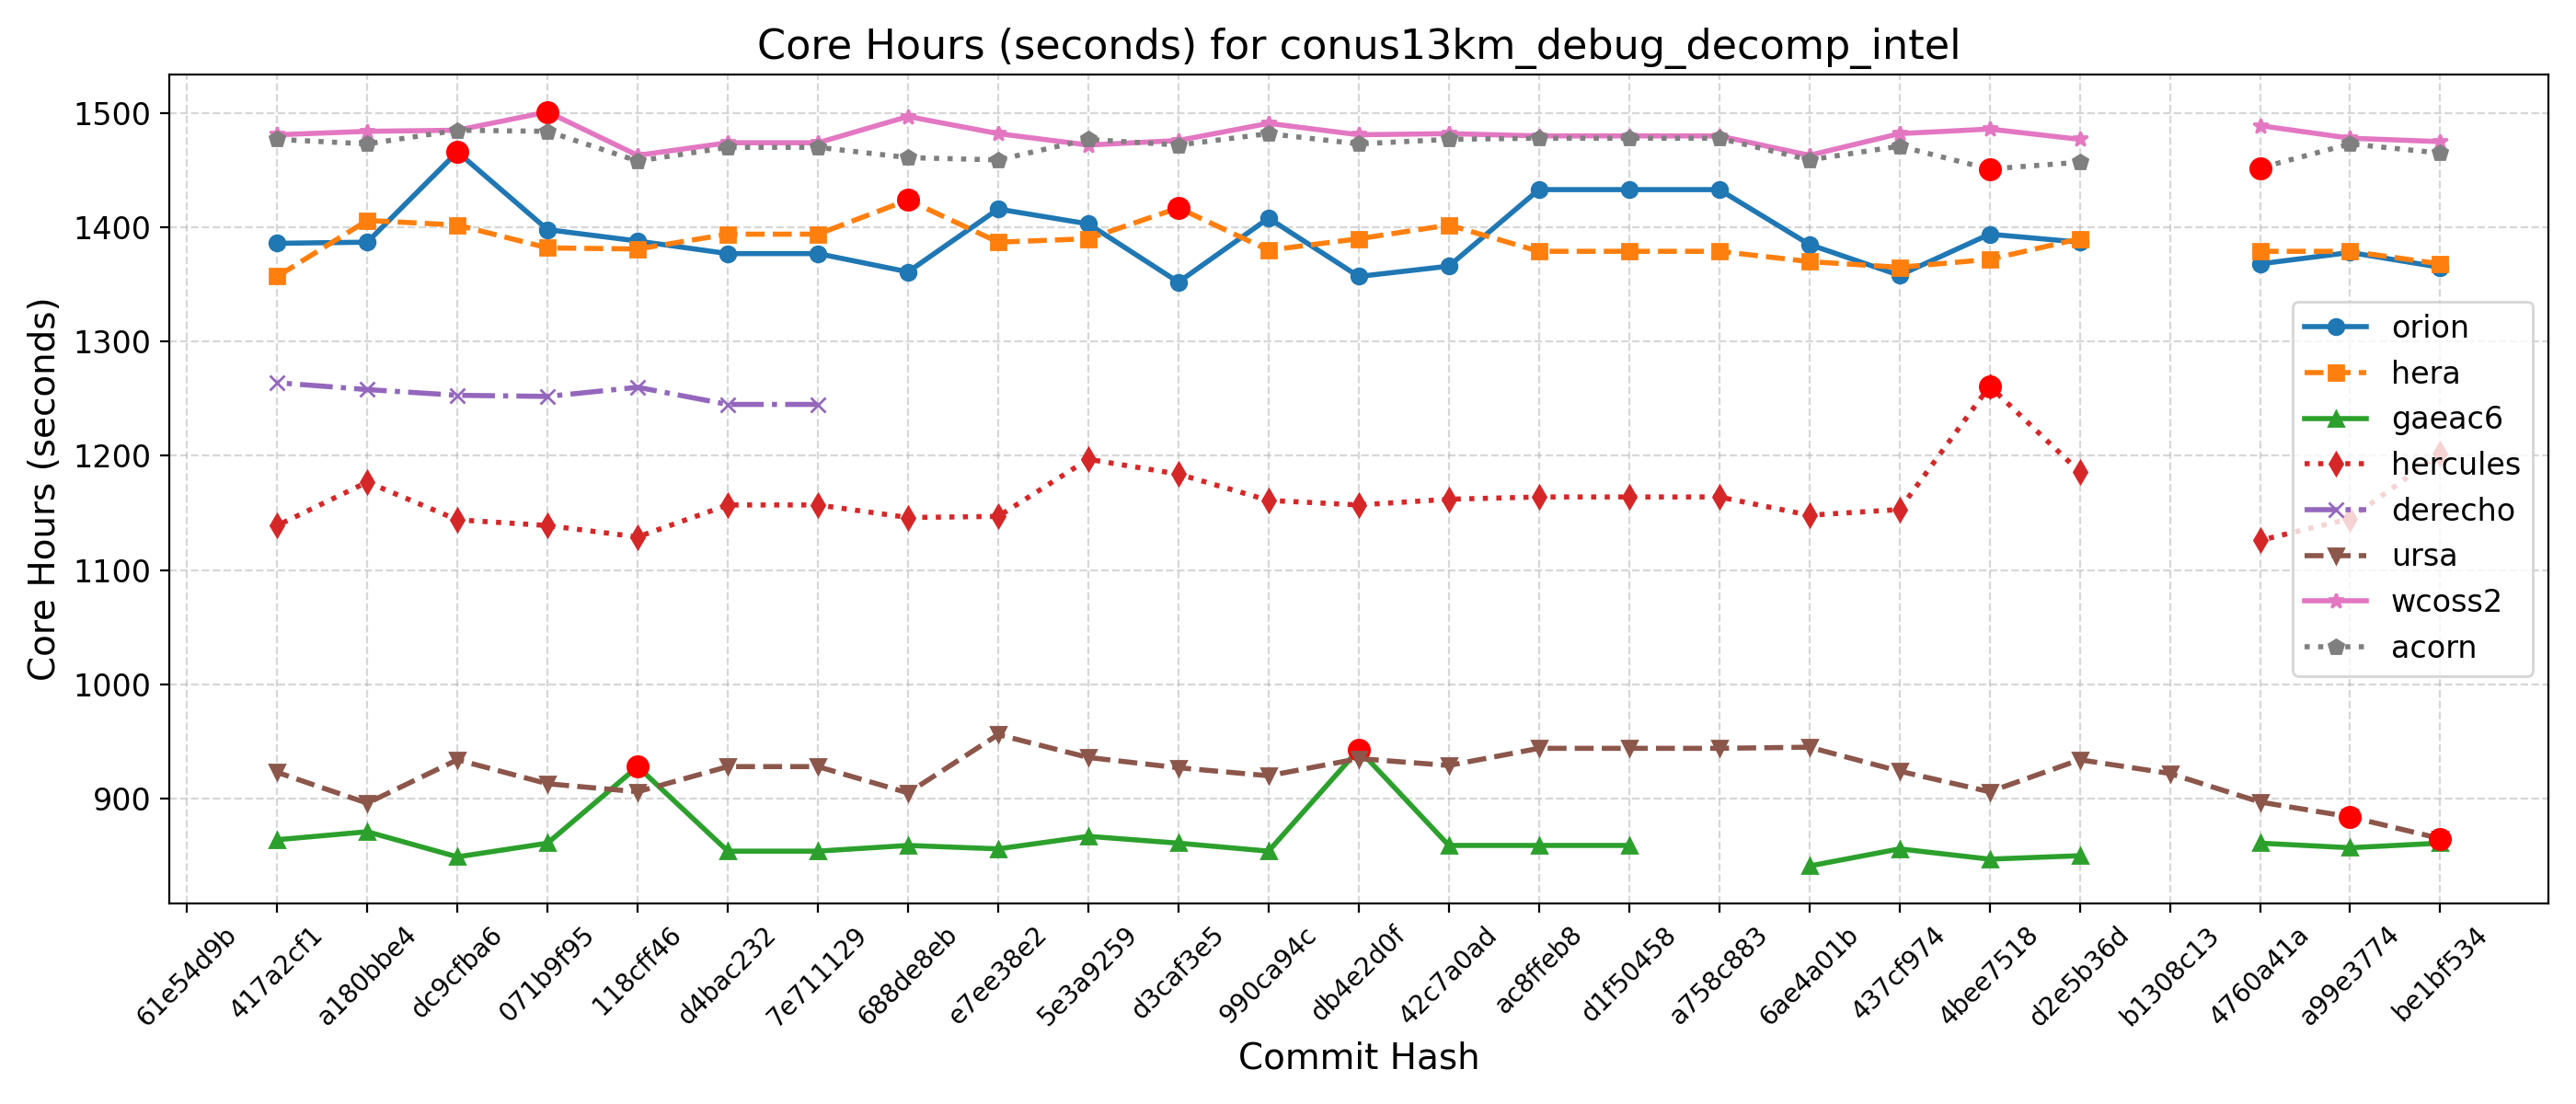 Core Hours (seconds) for conus13km_debug_decomp_intel
Core Hours (seconds)
1500
1400
1300
1200
1100
1000
900
orion
hera
gaeac6
hercules
derecho
ursa
wcoss2
acorn
61e54d9b
417a2cf1
a180bbe4
dc9cfba6
071b9f95
118cff46
d4bac232
7e711129
688de8eb
e7ee38e2
5e3a9259
d3caf3e5
990ca94c
db4e2d0f
42c7a0ad
ac8ffeb8
d1f50458
a758c883
6ae4a01b
437cf974
4bee7518
d2e5b36d
b1308c13
4760a41a
a99e3774
be1bf534
Commit Hash